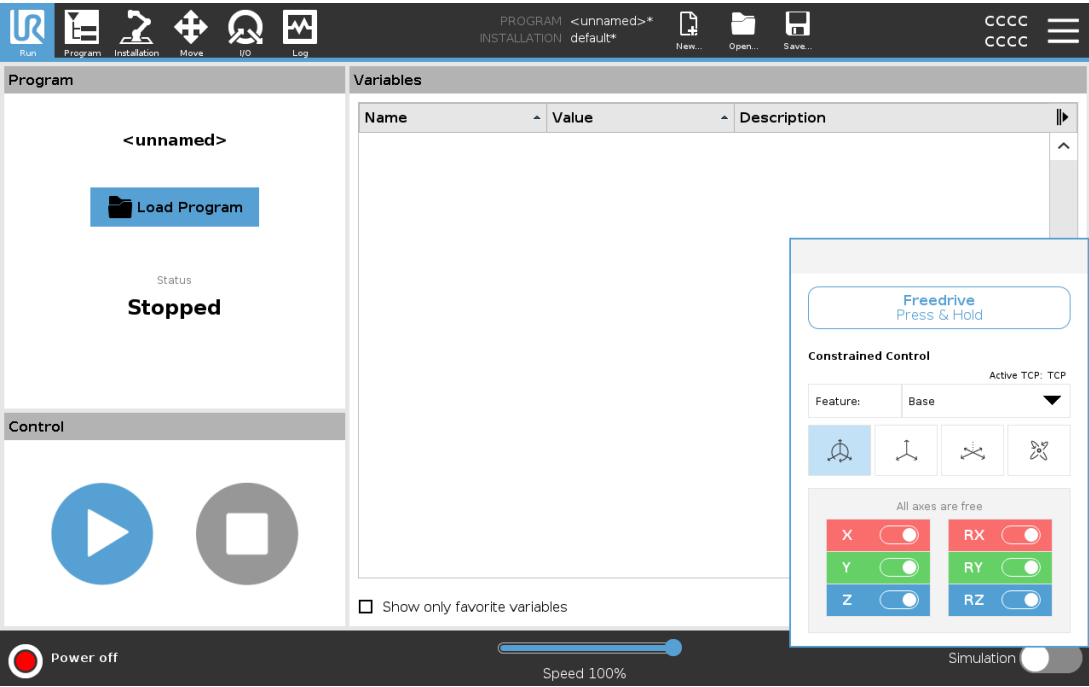 UR
Run
Program
Installation
Move
I/O
Log
PROGRAM <unnamed>*
INSTALLATION default*
New...
Open...
Save...
CCCC
CCCC
Program
<unnamed>
Load Program
Status
Stopped
Control
Variables
Name Value Description
Show only favorite variables
Freedrive
Press & Hold
Constrained Control
Active TCP: TCP
Feature: Base
All axes are free
X RX
Y RY
Z RZ
Power off
Speed 100%
Simulation